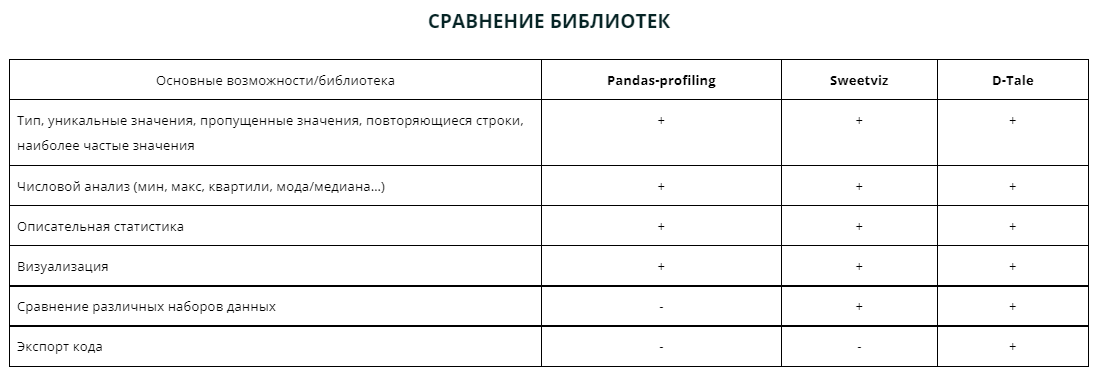 СРАВНЕНИЕ БИБЛИОТЕК
Основные возможности/библиотека Pandas-profiling Sweetviz D-Tale
Тип, уникальные значения, пропущенные значения, повторяющиеся строки, + + +
наиболее частые значения
Числовой анализ (мин, макс, квартили, мода/медиана...) + + +
Описательная статистика + + +
Визуализация + + +
Сравнение различных наборов данных - + +
Экспорт кода - - +